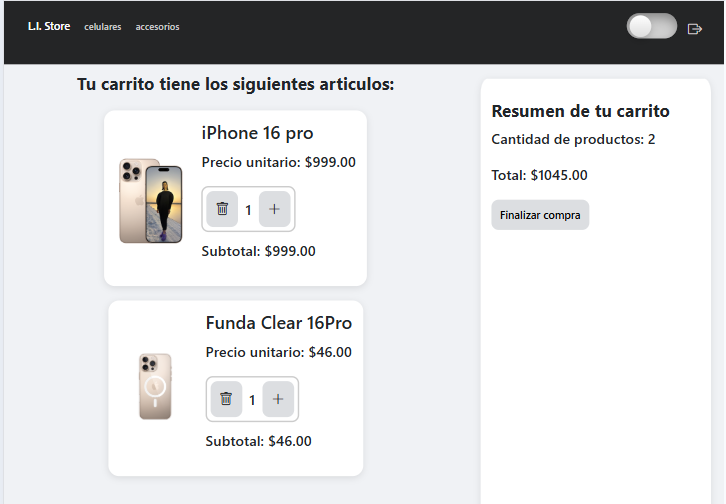 L.I. Store celulares accesorios
Tu carrito tiene los siguientes articulos:
iPhone 16 pro
Precio unitario: $999.00
1 +
Subtotal: $999.00
Funda Clear 16Pro
Precio unitario: $46.00
1 +
Subtotal: $46.00
Resumen de tu carrito
Cantidad de productos: 2
Total: $1045.00
Finalizar compra